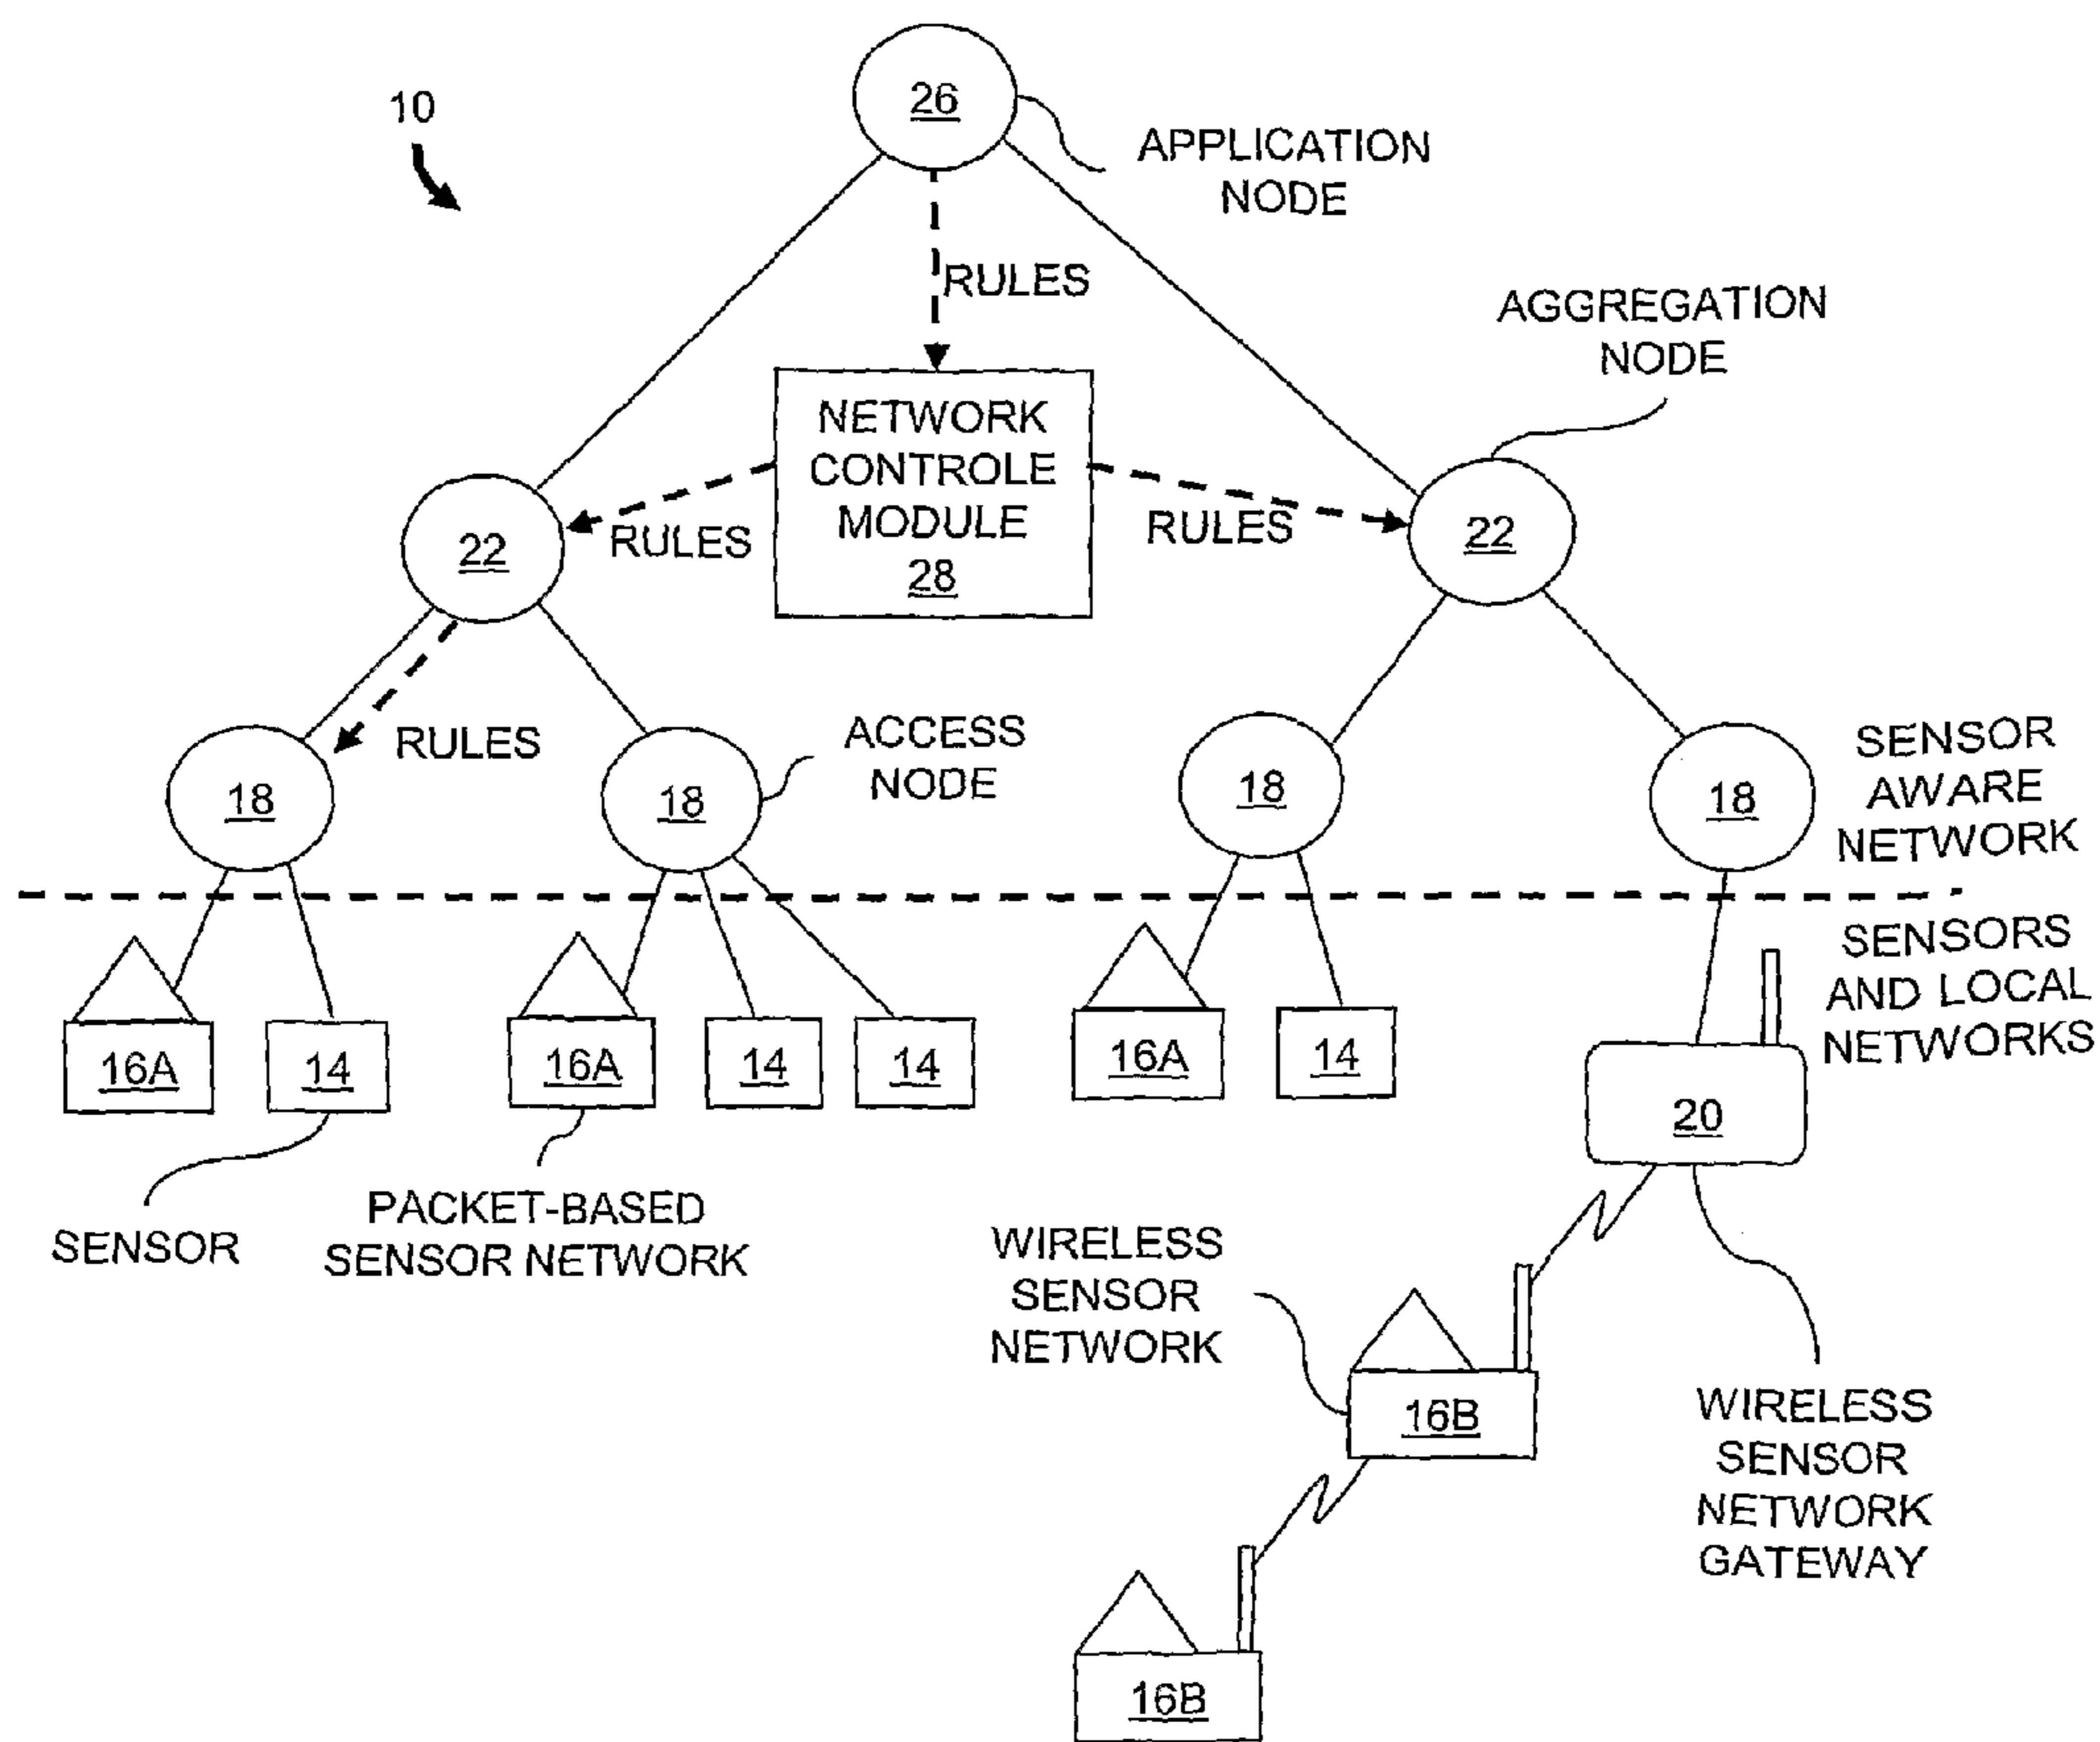 26
10
APPLICATION
NODE
RULES
AGGREGATION
NODE
NETWORK
CONTROLE
MODULE
28
22
RULES
RULES
22
RULES
ACCESS
NODE
18
18
18
18
SENSOR
AWARE
NETWORK
SENSORS
AND LOCAL
NETWORKS
16A
14
16A
14
14
16A
14
20
SENSOR
PACKET-BASED
SENSOR NETWORK
WIRELESS
SENSOR
NETWORK
16B
WIRELESS
SENSOR
NETWORK
GATEWAY
16B